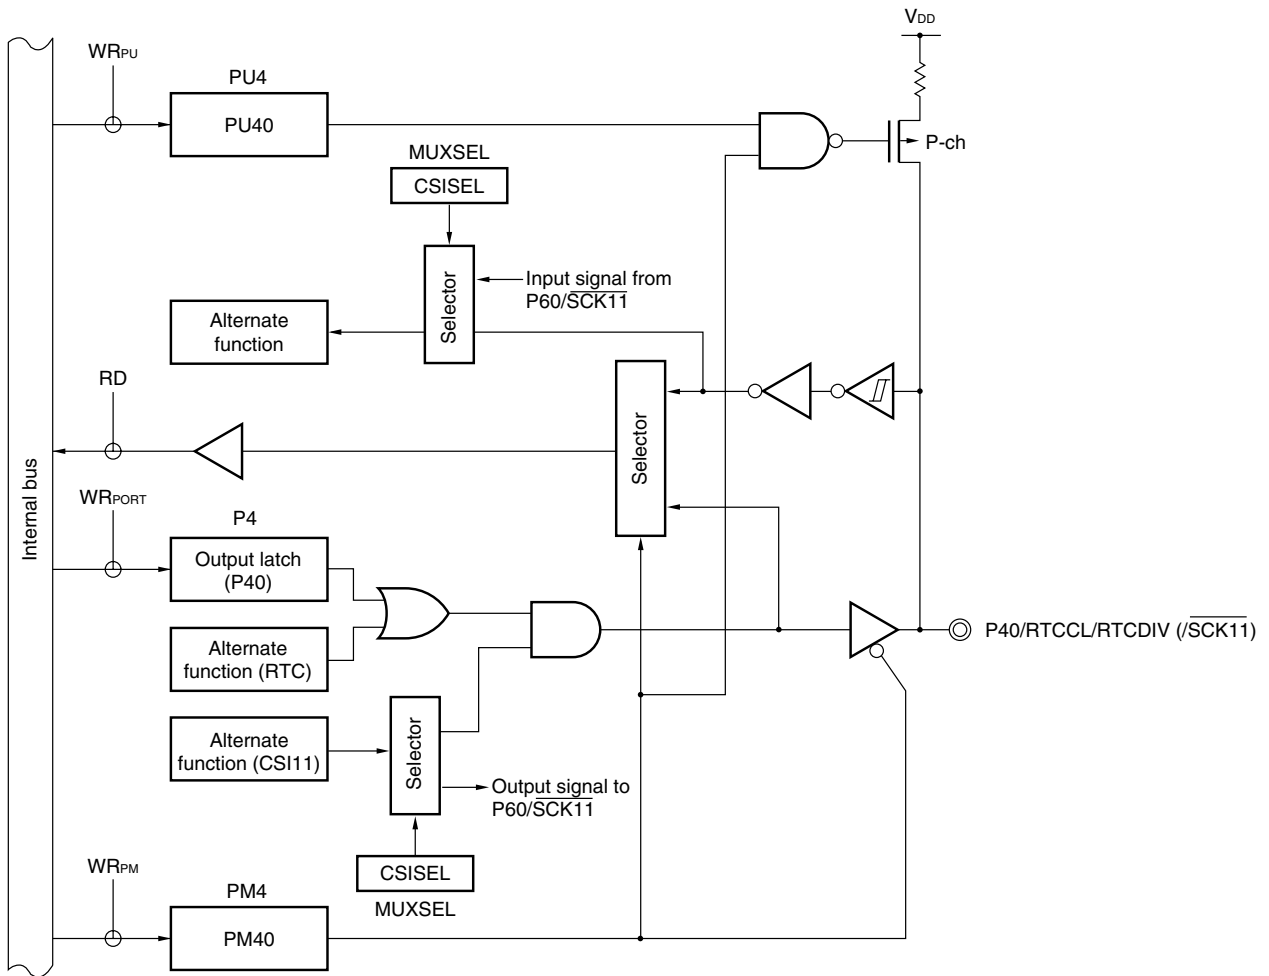 VDD
WRPU
PU4
PU40
P-ch
MUXSEL
CSISEL
Selector
Input signal from
P60/SCK11
Alternate
function
RD
Selector
Internal bus
WRPORT
P4
Output latch
(P40)
Alternate
function (RTC)
P40/RTCCL/RTCDIV (/SCK11)
Alternate
function (CSI11)
Selector
Output signal to
P60/SCK11
CSISEL
MUXSEL
WRPM
PM4
PM40